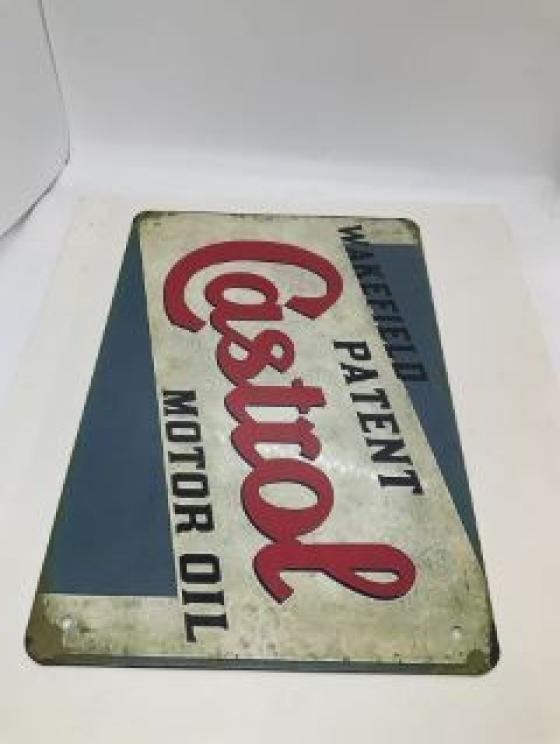 WAKEFIELD
PATENT
Castrol
MOTOR OIL